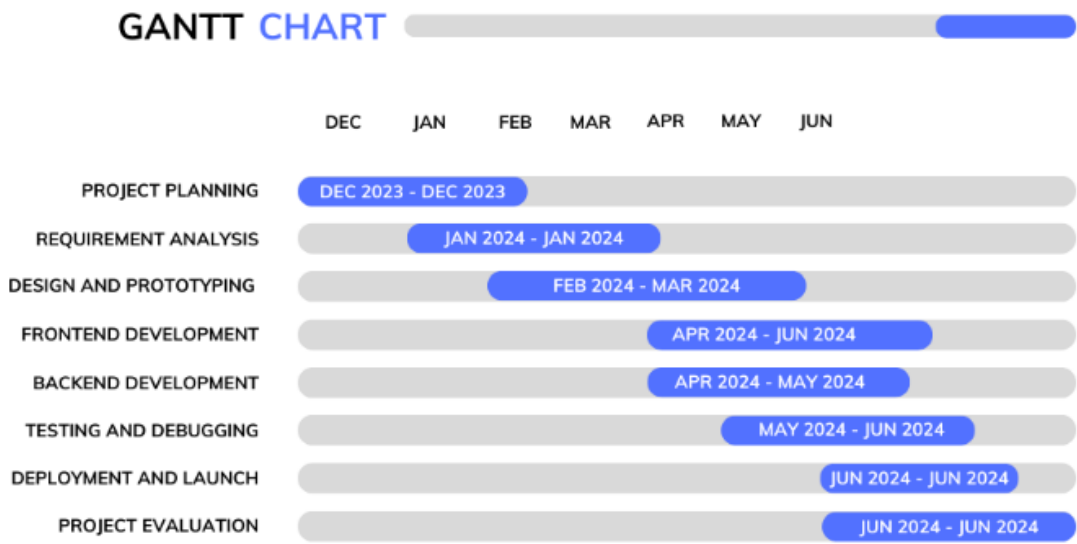 GANTT CHART
DEC JAN FEB MAR APR MAY JUN
PROJECT PLANNING DEC 2023 - DEC 2023
REQUIREMENT ANALYSIS JAN 2024 - JAN 2024
DESIGN AND PROTOTYPING FEB 2024 - MAR 2024
FRONTEND DEVELOPMENT APR 2024 - JUN 2024
BACKEND DEVELOPMENT APR 2024 - MAY 2024
TESTING AND DEBUGGING MAY 2024 - JUN 2024
DEPLOYMENT AND LAUNCH JUN 2024 - JUN 2024
PROJECT EVALUATION JUN 2024 - JUN 2024